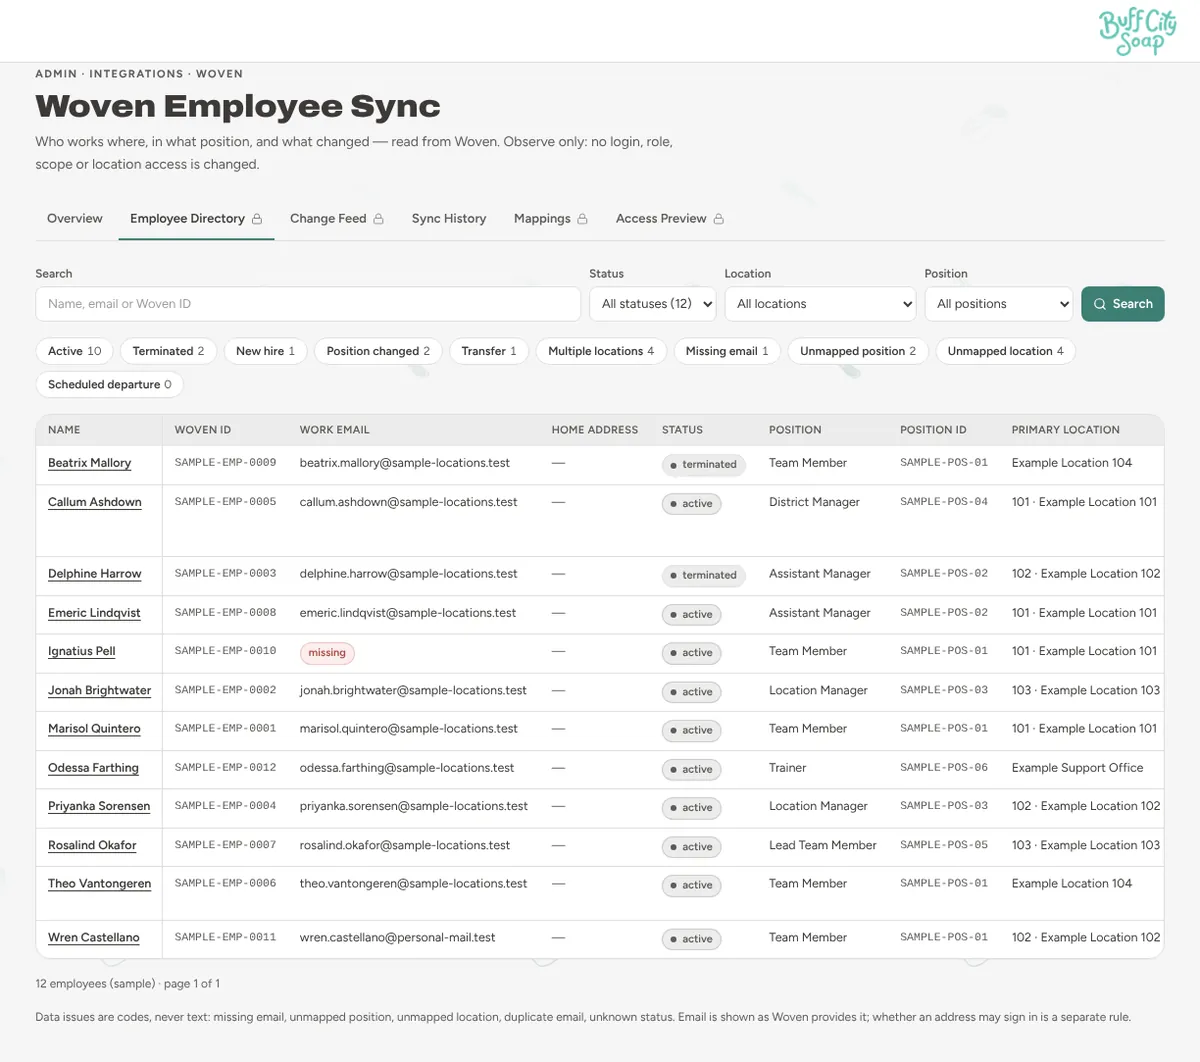 Buff City
Soap
ADMIN · INTEGRATIONS · WOVEN
Woven Employee Sync
Who works where, in what position, and what changed — read from Woven. Observe only: no login, role,
scope or location access is changed.
Overview Employee Directory Change Feed Sync History Mappings Access Preview
Search Status Location Position
Name, email or Woven ID All statuses (12) All locations All positions Search
Active 10 Terminated 2 New hire 1 Position changed 2 Transfer 1 Multiple locations 4 Missing email 1 Unmapped position 2 Unmapped location 4
Scheduled departure 0
NAME WOVEN ID WORK EMAIL HOME ADDRESS STATUS POSITION POSITION ID PRIMARY LOCATION
Beatrix Mallory SAMPLE-EMP-0009 beatrix.mallory@sample-locations.test — terminated Team Member SAMPLE-POS-01 Example Location 104
Callum Ashdown SAMPLE-EMP-0005 callum.ashdown@sample-locations.test — active District Manager SAMPLE-POS-04 101 · Example Location 101
Delphine Harrow SAMPLE-EMP-0003 delphine.harrow@sample-locations.test — terminated Assistant Manager SAMPLE-POS-02 102 · Example Location 102
Emeric Lindqvist SAMPLE-EMP-0008 emeric.lindqvist@sample-locations.test — active Assistant Manager SAMPLE-POS-02 101 · Example Location 101
Ignatius Pell SAMPLE-EMP-0010 missing — active Team Member SAMPLE-POS-01 101 · Example Location 101
Jonah Brightwater SAMPLE-EMP-0002 jonah.brightwater@sample-locations.test — active Location Manager SAMPLE-POS-03 103 · Example Location 103
Marisol Quintero SAMPLE-EMP-0001 marisol.quintero@sample-locations.test — active Team Member SAMPLE-POS-01 101 · Example Location 101
Odessa Farthing SAMPLE-EMP-0012 odessa.farthing@sample-locations.test — active Trainer SAMPLE-POS-06 Example Support Office
Priyanka Sorensen SAMPLE-EMP-0004 priyanka.sorensen@sample-locations.test — active Location Manager SAMPLE-POS-03 102 · Example Location 102
Rosalind Okafor SAMPLE-EMP-0007 rosalind.okafor@sample-locations.test — active Lead Team Member SAMPLE-POS-05 103 · Example Location 103
Theo Vantongeren SAMPLE-EMP-0006 theo.vantongeren@sample-locations.test — active Team Member SAMPLE-POS-01 Example Location 104
Wren Castellano SAMPLE-EMP-0011 wren.castellano@personal-mail.test — active Team Member SAMPLE-POS-01 102 · Example Location 102
12 employees (sample) · page 1 of 1
Data issues are codes, never text: missing email, unmapped position, unmapped location, duplicate email, unknown status. Email is shown as Woven provides it; whether an address may sign in is a separate rule.